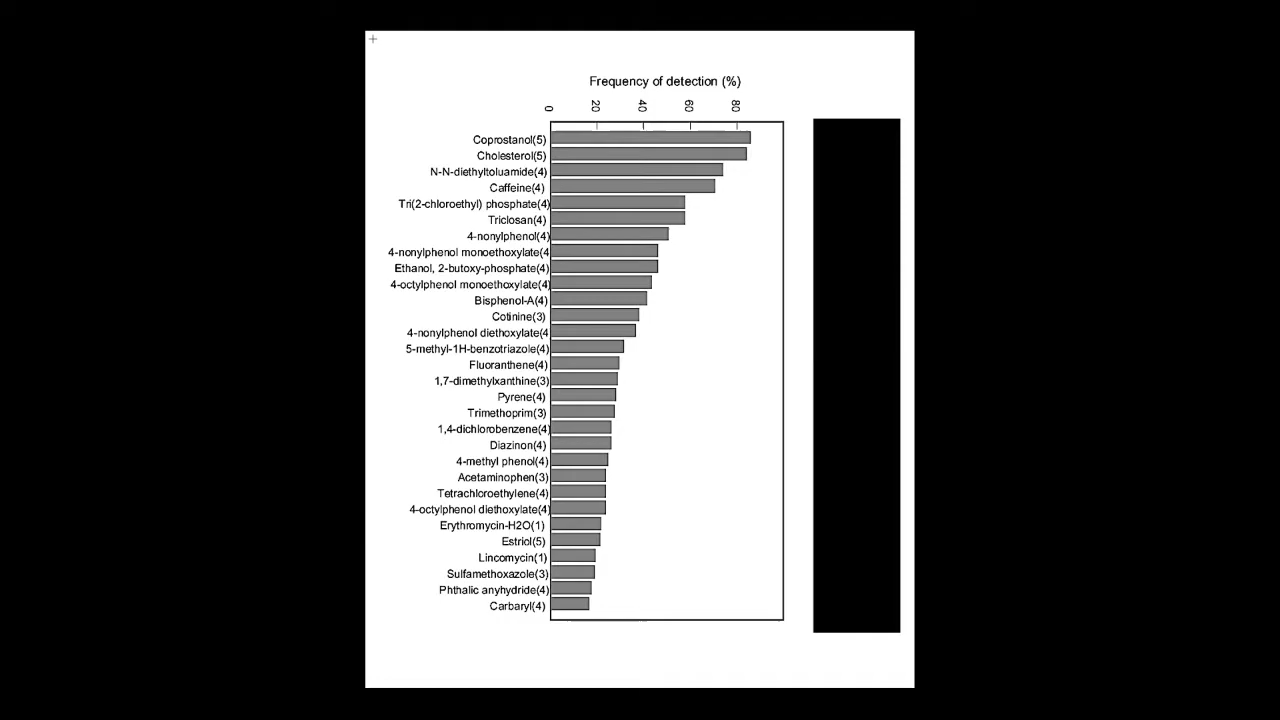 Frequency of detection (%)
0 20 40 60 80
Coprostanol(5)
Cholesterol(5)
N-N-diethyltoluamide(4)
Caffeine(4)
Tri(2-chloroethyl) phosphate(4)
Triclosan(4)
4-nonylphenol(4)
4-nonylphenol monoethoxylate(4
Ethanol, 2-butoxy-phosphate(4)
4-octylphenol monoethoxylate(4)
Bisphenol-A(4)
Cotinine(3)
4-nonylphenol diethoxylate(4
5-methyl-1H-benzotriazole(4)
Fluoranthene(4)
1,7-dimethylxanthine(3)
Pyrene(4)
Trimethoprim(3)
1,4-dichlorobenzene(4)
Diazinon(4)
4-methyl phenol(4)
Acetaminophen(3)
Tetrachloroethylene(4)
4-octylphenol diethoxylate(4)
Erythromycin-H2O(1)
Estriol(5)
Lincomycin(1)
Sulfamethoxazole(3)
Phthalic anyhydride(4)
Carbaryl(4)